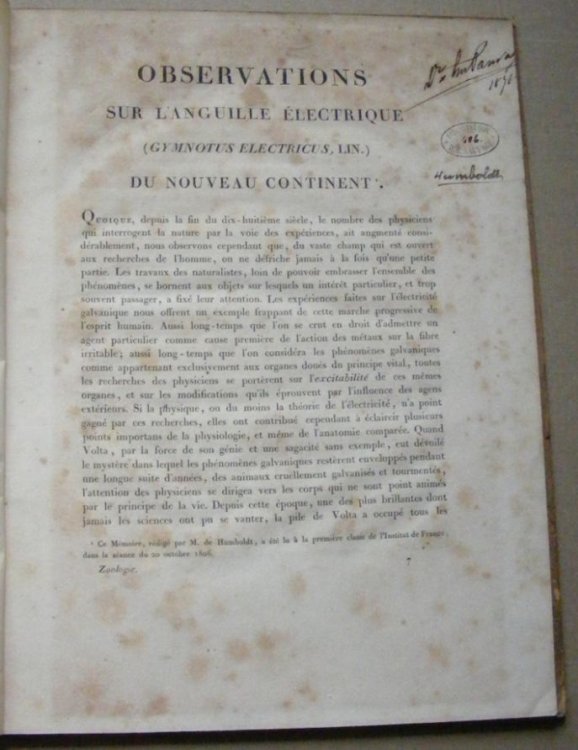 OBSERVATIONS
SUR L'ANGUILLE ÉLECTRIQUE
(GYMNOTUS ELECTRICUS, LIN.)
DU NOUVEAU CONTINENT ¹.
Humboldt
QUOIQUE, depuis la fin du dix-huitième siècle, le nombre des physiciens
qui interrogent la nature par la voie des expériences, ait augmenté consi-
dérablement, nous observons cependant que, du vaste champ qui est ouvert
aux recherches de l'homme, on ne défriche jamais à la fois qu'une petite
partie. Les travaux des naturalistes, loin de pouvoir embrasser l'ensemble des
phénomènes, se bornent aux objets sur lesquels un intérêt particulier, et trop
souvent passager, a fixé leur attention. Les expériences faites sur l'électricité
galvanique nous offrent un exemple frappant de cette marche progressive de
l'esprit humain. Aussi long-temps que l'on se crut en droit d'admettre un
agent particulier comme cause première de l'action des métaux sur la fibre
irritable; aussi long-temps que l'on considéra les phénomènes galvaniques
comme appartenant exclusivement aux organes doués du principe vital, toutes
les recherches des physiciens se portèrent sur l'excitabilité de ces mêmes
organes, et sur les modifications qu'ils éprouvent par l'influence des agens
extérieurs. Si la physique, ou du moins la théorie de l'électricité, n'a point
gagné par ces recherches, elles ont contribué cependant à éclaircir plusieurs
points importans de la physiologie, et même de l'anatomie comparée. Quand
Volta, par la force de son génie et une sagacité sans exemple, eut dévoilé
le mystère dans lequel les phénomènes galvaniques restèrent enveloppés pendant
une longue suite d'années, des animaux cruellement galvanisés et tourmentés,
l'attention des physiciens se dirigea vers les corps qui ne sont point animés
par le principe de la vie. Depuis cette époque, une des plus brillantes dont
jamais les sciences ont pu se vanter, la pile de Volta a occupé tous les
¹ Ce Mémoire, rédigé par M. de Humboldt, a été lu à la première classe de l'Institut de France,
dans la séance du 20 octobre 1806.
Zoologie.
7